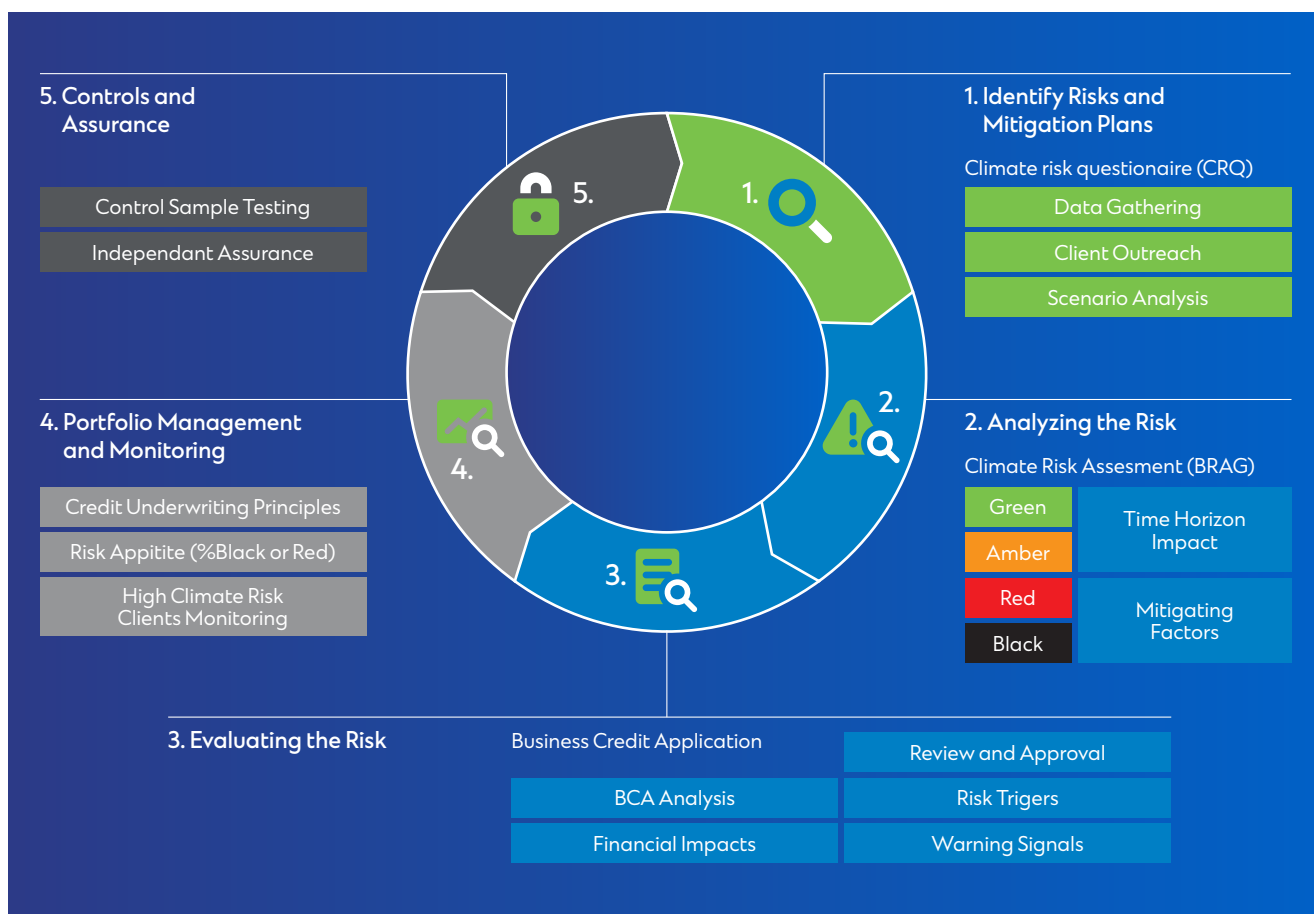 1. Identify Risks and
Mitigation Plans
Climate risk questionaire (CRQ)
Data Gathering
Client Outreach
Scenario Analysis
2. Analyzing the Risk
Climate Risk Assesment (BRAG)
Green
Amber
Red
Black
Time Horizon
Impact
Mitigating
Factors
3. Evaluating the Risk
Business Credit Application
BCA Analysis
Financial Impacts
Review and Approval
Risk Trigers
Warning Signals
4. Portfolio Management
and Monitoring
Credit Underwriting Principles
Risk Appitite (%Black or Red)
High Climate Risk
Clients Monitoring
5. Controls and
Assurance
Control Sample Testing
Independant Assurance
1.
2.
3.
4.
5.